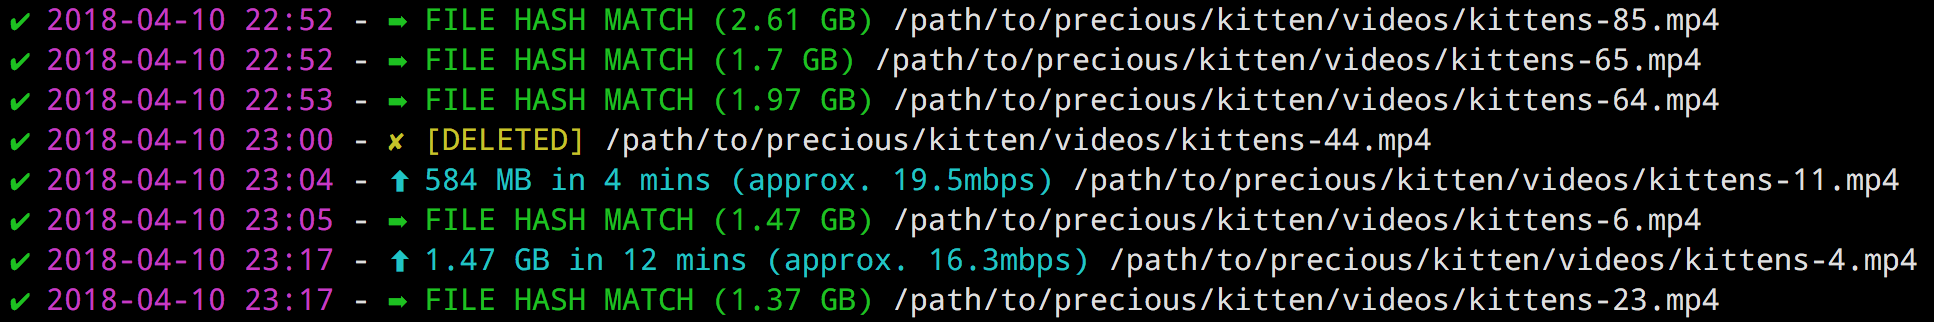 ✔ 2018-04-10 22:52 - ➡ FILE HASH MATCH (2.61 GB) /path/to/precious/kitten/videos/kittens-85.mp4
✔ 2018-04-10 22:52 - ➡ FILE HASH MATCH (1.7 GB) /path/to/precious/kitten/videos/kittens-65.mp4
✔ 2018-04-10 22:53 - ➡ FILE HASH MATCH (1.97 GB) /path/to/precious/kitten/videos/kittens-64.mp4
✔ 2018-04-10 23:00 - ✘ [DELETED] /path/to/precious/kitten/videos/kittens-44.mp4
✔ 2018-04-10 23:04 - ⬆ 584 MB in 4 mins (approx. 19.5mbps) /path/to/precious/kitten/videos/kittens-11.mp4
✔ 2018-04-10 23:05 - ➡ FILE HASH MATCH (1.47 GB) /path/to/precious/kitten/videos/kittens-6.mp4
✔ 2018-04-10 23:17 - ⬆ 1.47 GB in 12 mins (approx. 16.3mbps) /path/to/precious/kitten/videos/kittens-4.mp4
✔ 2018-04-10 23:17 - ➡ FILE HASH MATCH (1.37 GB) /path/to/precious/kitten/videos/kittens-23.mp4